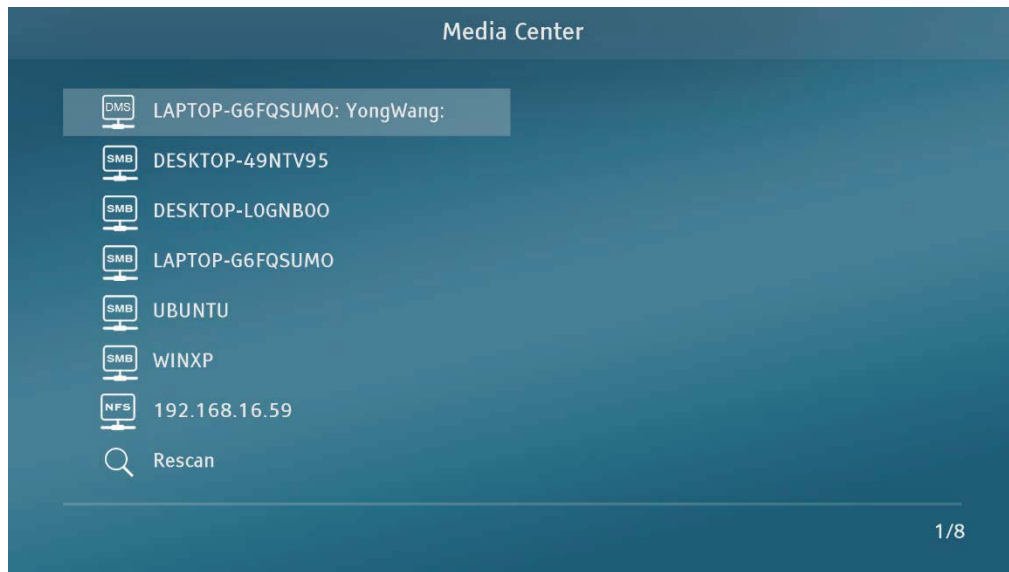 Media Center
DMS LAPTOP-G6FQSUMO: YongWang:
SMB DESKTOP-49NTV95
SMB DESKTOP-L0GNB0O
SMB LAPTOP-G6FQSUMO
SMB UBUNTU
SMB WINXP
NFS 192.168.16.59
Rescan
1/8